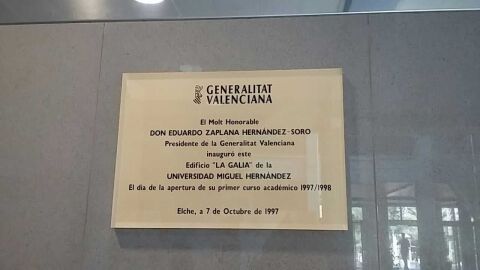 GENERALITAT
VALENCIANA
El Molt Honorable
DON EDUARDO ZAPLANA HERNÁNDEZ-SORO
Presidente de la Generalitat Valenciana
inauguró este
Edificio "LA GALIA" de la
UNIVERSIDAD MIGUEL HERNÁNDEZ
El día de la apertura de su primer curso académico 1997/1998
Elche, a 7 de Octubre de 1997